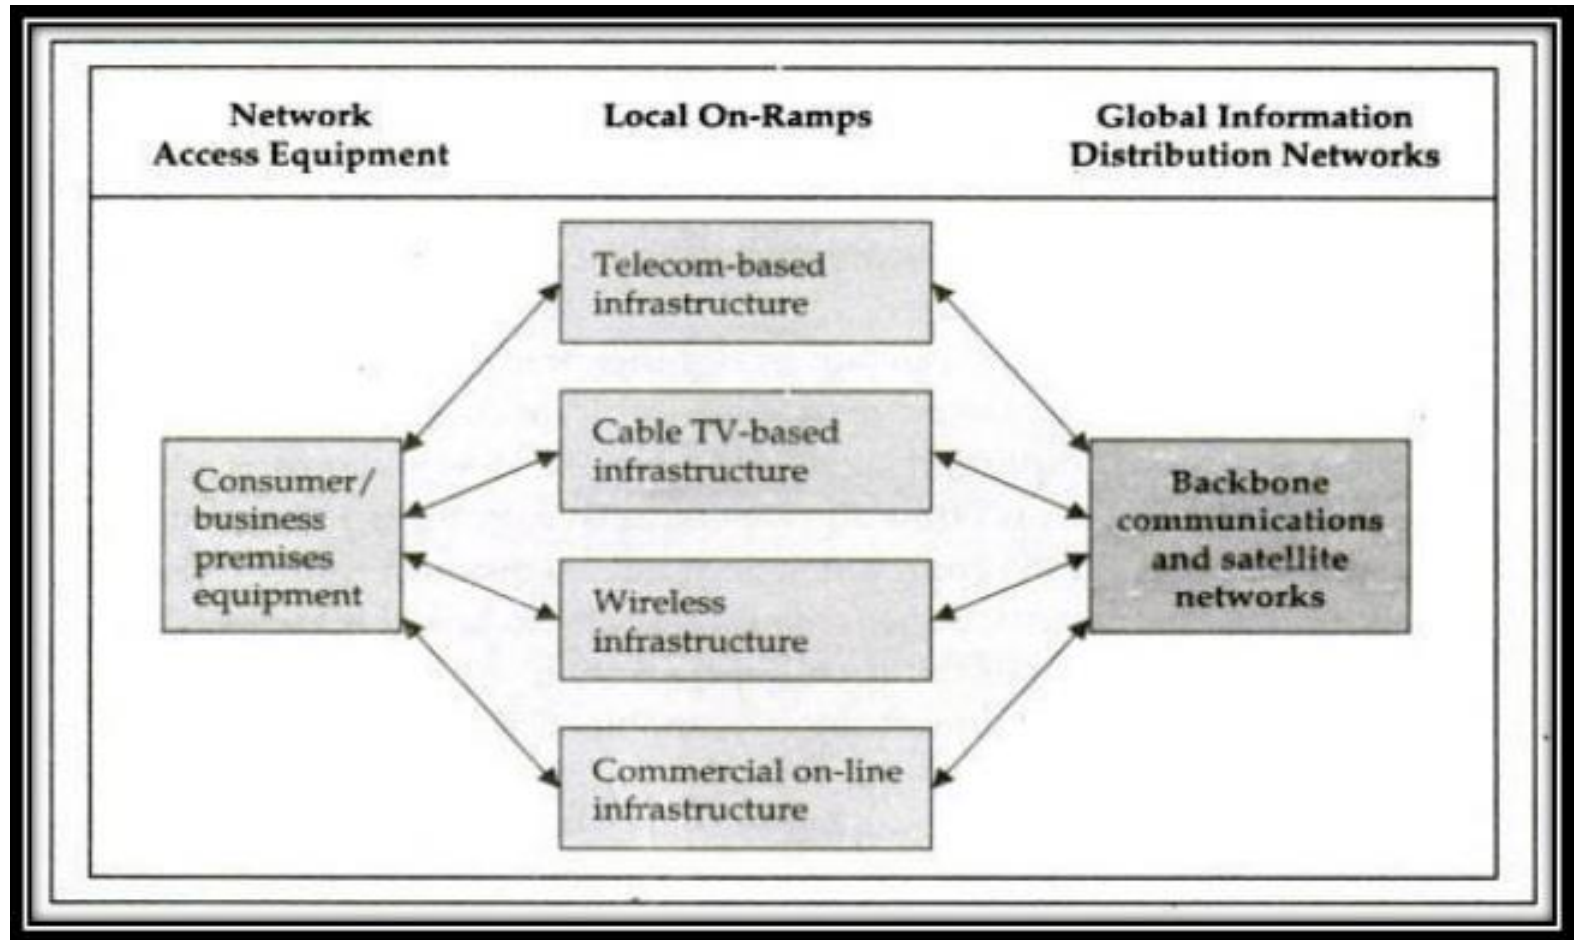 Network
Access Equipment
Local On-Ramps
Global Information
Distribution Networks
Consumer/
business
premises
equipment
Telecom-based
infrastructure
Cable TV-based
infrastructure
Wireless
infrastructure
Commercial on-line
infrastructure
Backbone
communications
and satellite
networks